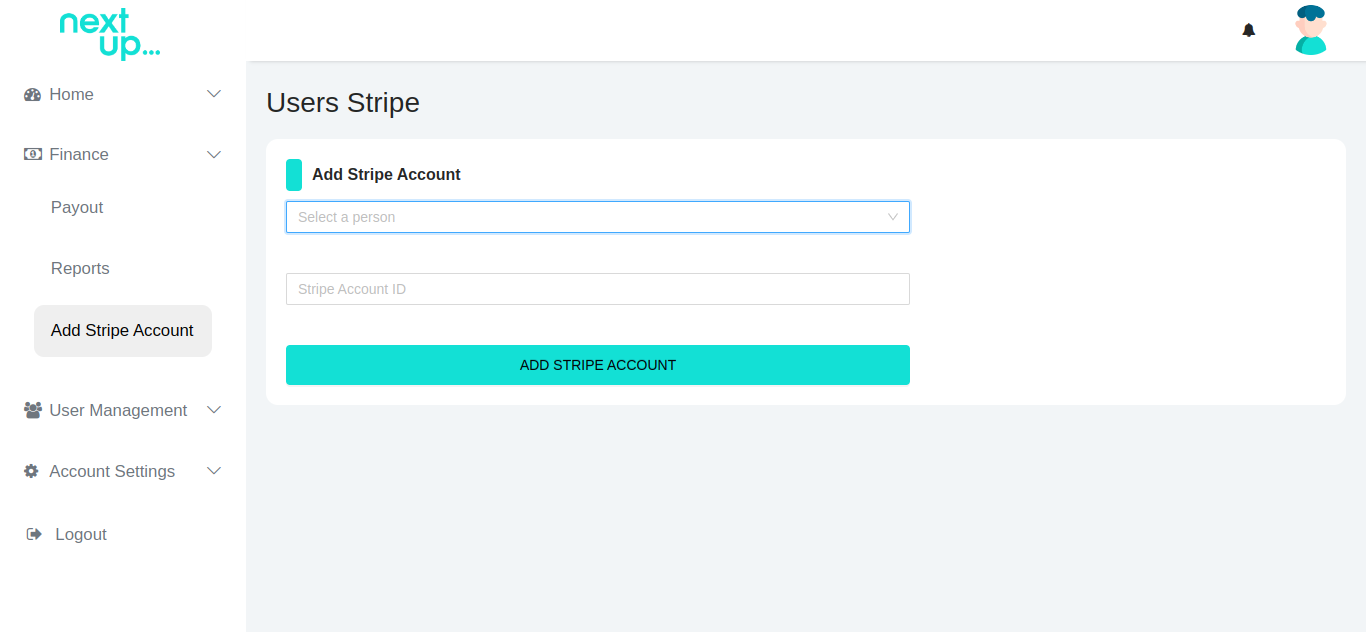 next
up...
Home
Finance
Payout
Reports
Add Stripe Account
User Management
Account Settings
Logout
Users Stripe
Add Stripe Account
Select a person
Stripe Account ID
ADD STRIPE ACCOUNT